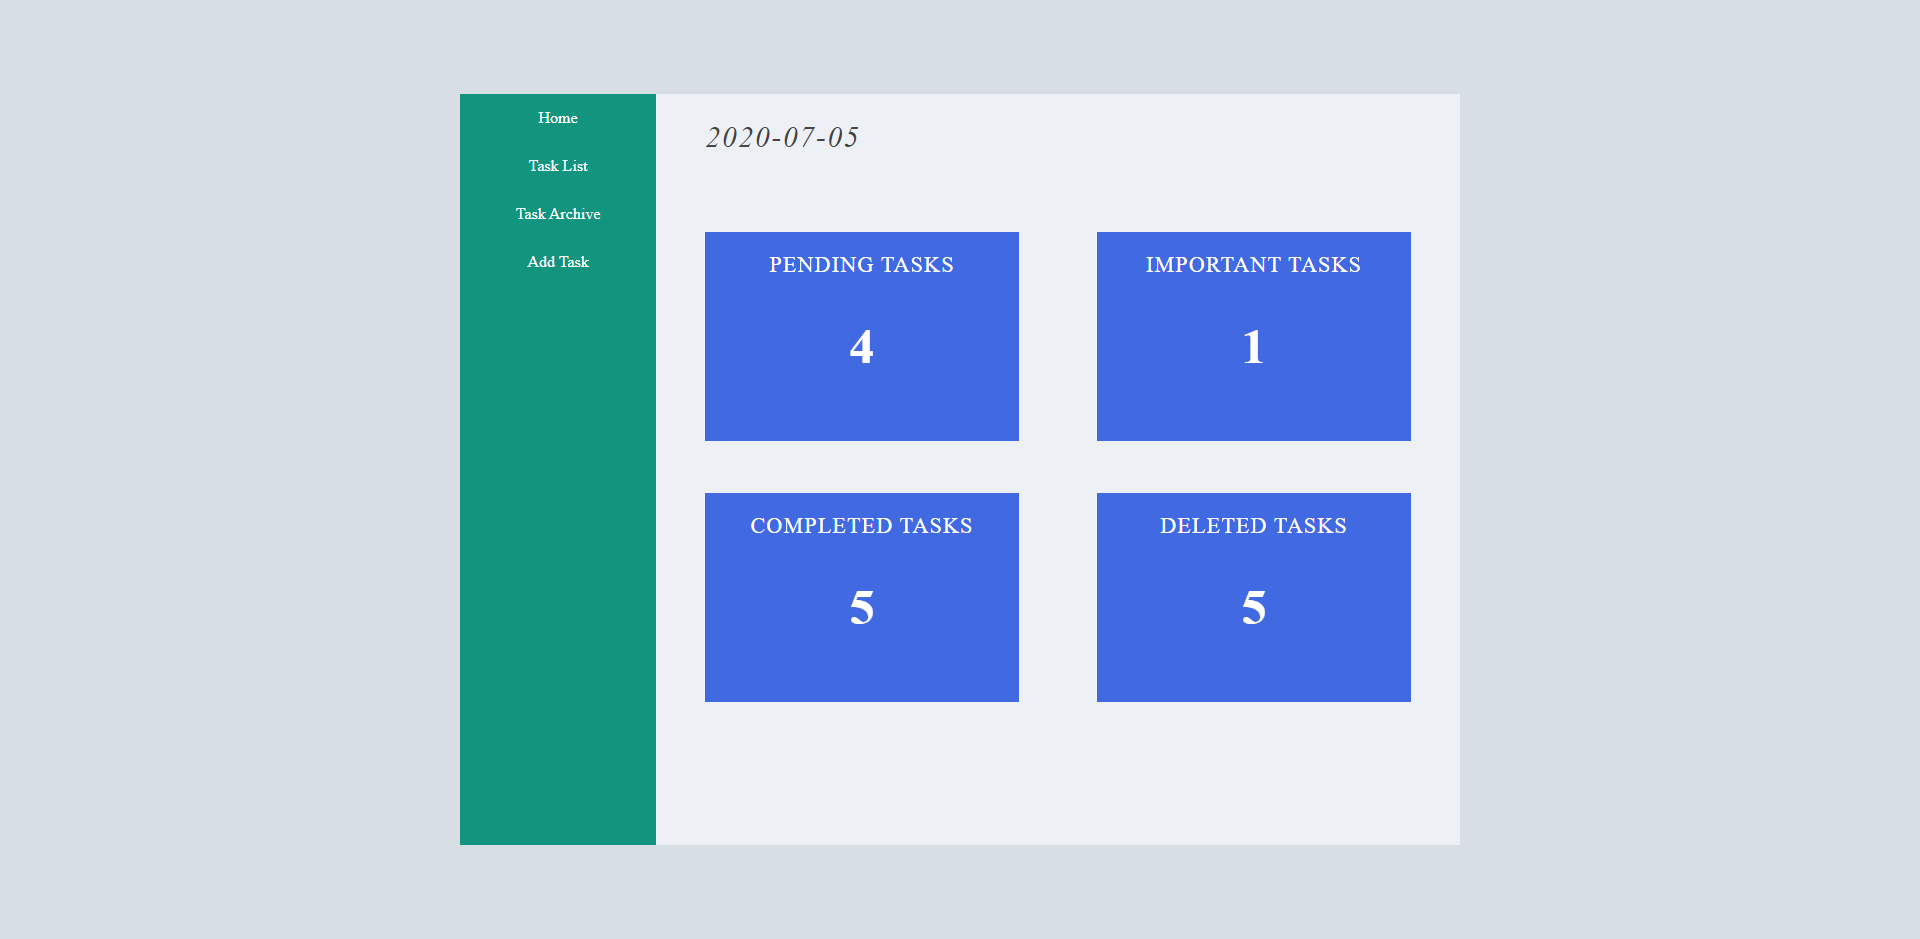 Home
Task List
Task Archive
Add Task
2020-07-05
PENDING TASKS
4
IMPORTANT TASKS
1
COMPLETED TASKS
5
DELETED TASKS
5